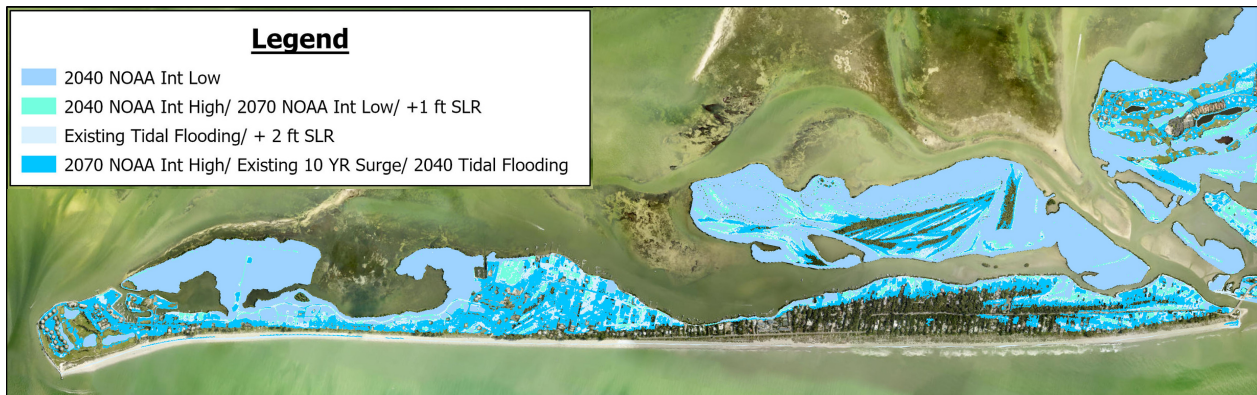 Legend
2040 NOAA Int Low
2040 NOAA Int High/ 2070 NOAA Int Low/ +1 ft SLR
Existing Tidal Flooding/ + 2 ft SLR
2070 NOAA Int High/ Existing 10 YR Surge/ 2040 Tidal Flooding